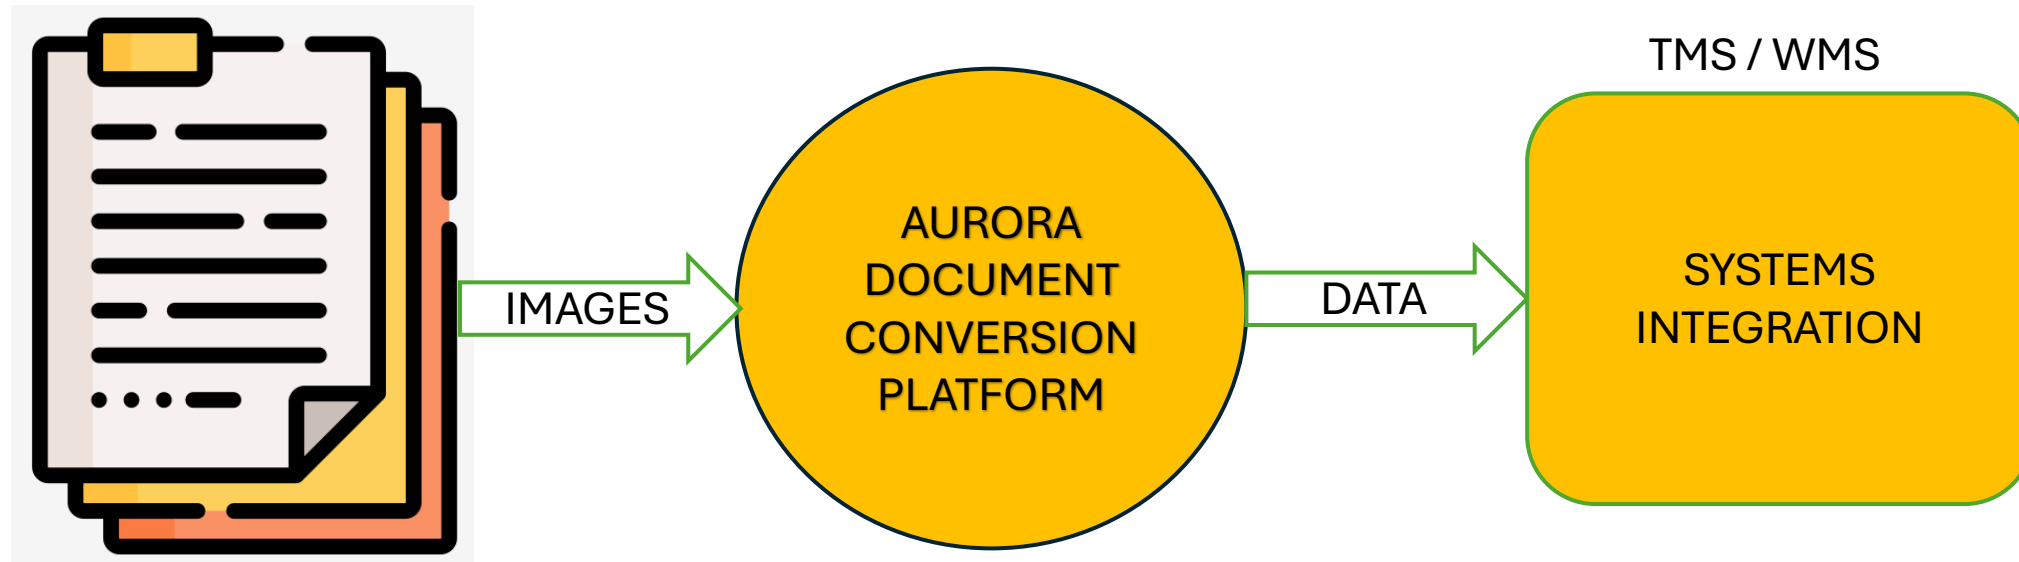 IMAGES
AURORA
DOCUMENT
CONVERSION
PLATFORM
DATA
TMS / WMS
SYSTEMS
INTEGRATION